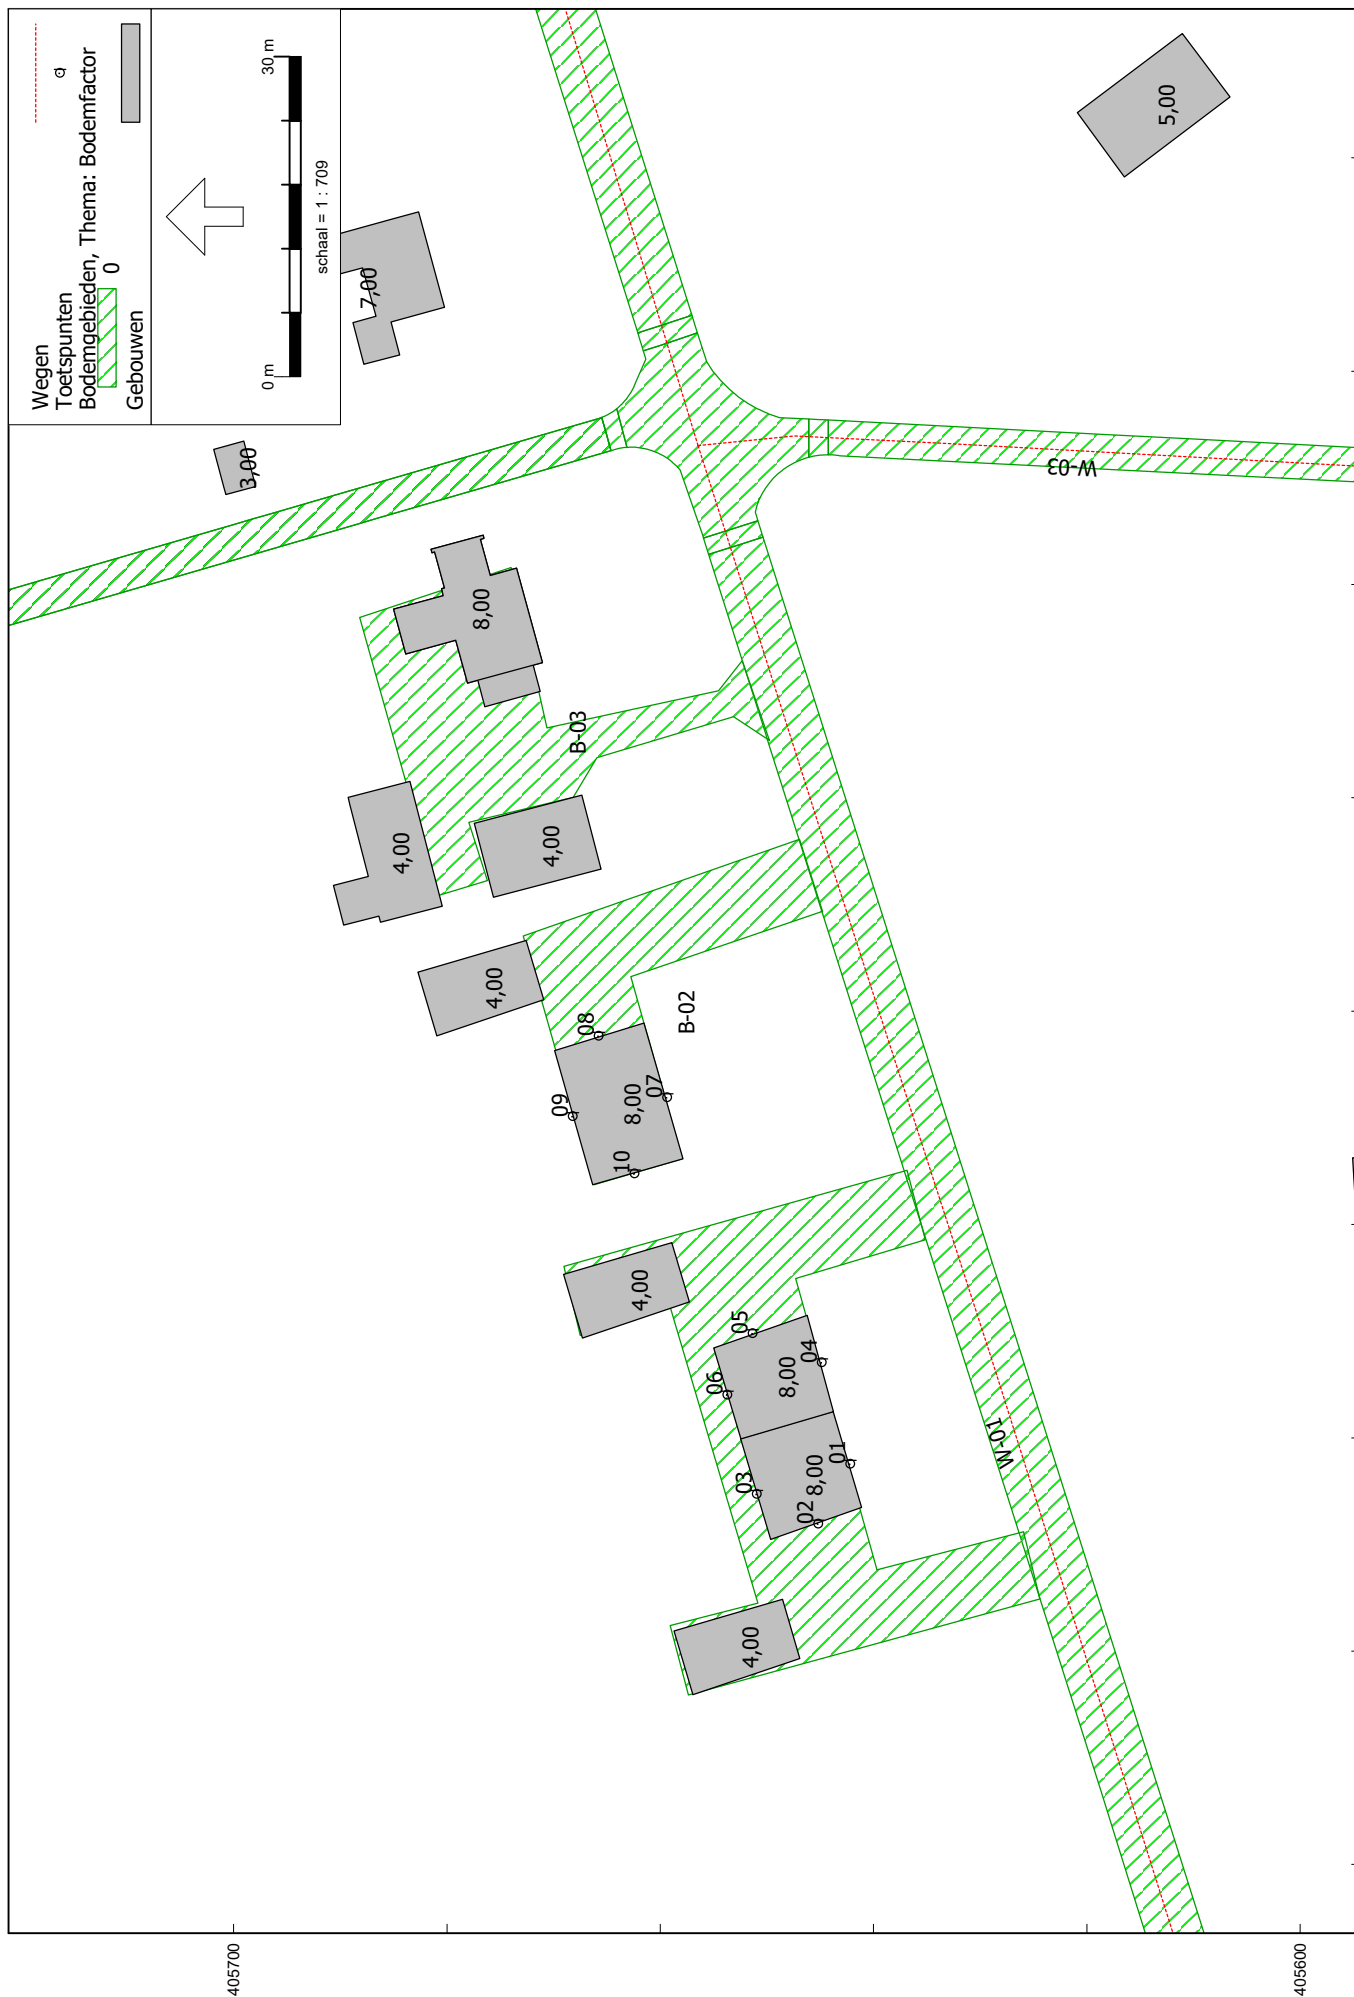 Wegen
Toetspunten
Bodemgebieden, Thema: Bodemfactor
0
Gebouwen
0 m
30 m
schaal = 1 : 709
7,00
3,00
5,00
8,00
B-03
4,00
4,00
4,00
W-03
B-02
08
09
8,00
07
10
4,00
05
06
8,00
04
03
8,00
01
02
4,00
W-01
405700
405600